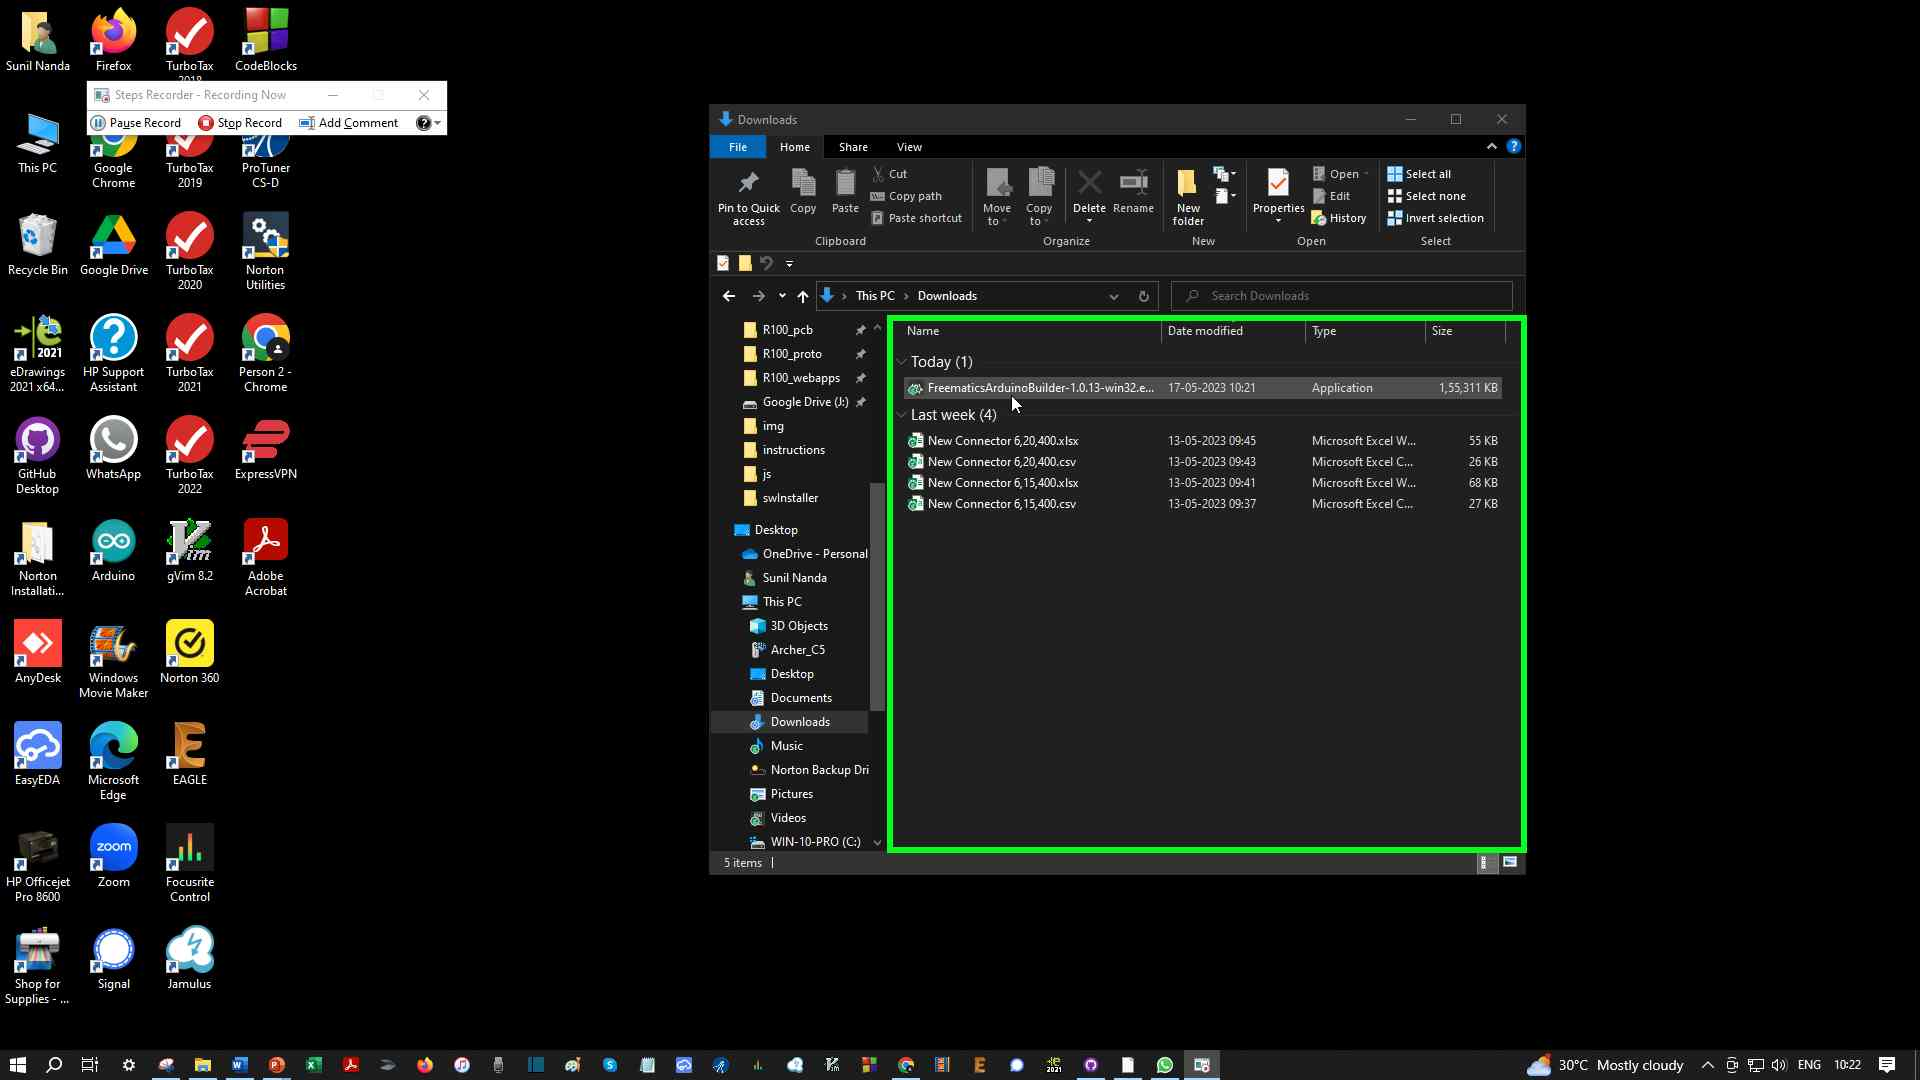 Sunil Nanda
Firefox
TurboTax
2018
CodeBlocks
Steps Recorder - Recording Now
Pause Record
Stop Record
Add Comment
This PC
Google
Chrome
TurboTax
2019
ProTuner
CS-D
Recycle Bin
Google Drive
TurboTax
2020
Norton
Utilities
2021
eDrawings
2021 x64...
HP Support
Assistant
TurboTax
2021
Person 2 -
Chrome
GitHub
Desktop
WhatsApp
TurboTax
2022
ExpressVPN
Norton
Installati...
Arduino
gVim 8.2
Adobe
Acrobat
AnyDesk
Windows
Movie Maker
Norton 360
EasyEDA
Microsoft
Edge
EAGLE
HP Officejet
Pro 8600
zoom
Zoom
Focusrite
Control
Shop for
Supplies - ...
Signal
Jamulus
Downloads
File
Home
Share
View
Pin to Quick
access
Copy
Paste
Cut
Copy path
Paste shortcut
Clipboard
Move
to
Copy
to
Delete
Rename
Organize
New
folder
New
Properties
Open
Edit
History
Open
Select all
Select none
Invert selection
Select
This PC
Downloads
Search Downloads
R100_pcb
R100_proto
R100_webapps
Google Drive (J:)
img
instructions
js
swInstaller
Desktop
OneDrive - Personal
Sunil Nanda
This PC
3D Objects
Archer_C5
Desktop
Documents
Downloads
Music
Norton Backup Dri
Pictures
Videos
WIN-10-PRO (C:)
Name Date modified Type Size
Today (1)
FreematicsArduinoBuilder-1.0.13-win32.e... 17-05-2023 10:21 Application 1,55,311 KB
Last week (4)
New Connector 6,20,400.xlsx 13-05-2023 09:45 Microsoft Excel W... 55 KB
New Connector 6,20,400.csv 13-05-2023 09:43 Microsoft Excel C... 26 KB
New Connector 6,15,400.xlsx 13-05-2023 09:41 Microsoft Excel W... 68 KB
New Connector 6,15,400.csv 13-05-2023 09:37 Microsoft Excel C... 27 KB
5 items
30°C Mostly cloudy
ENG
10:22